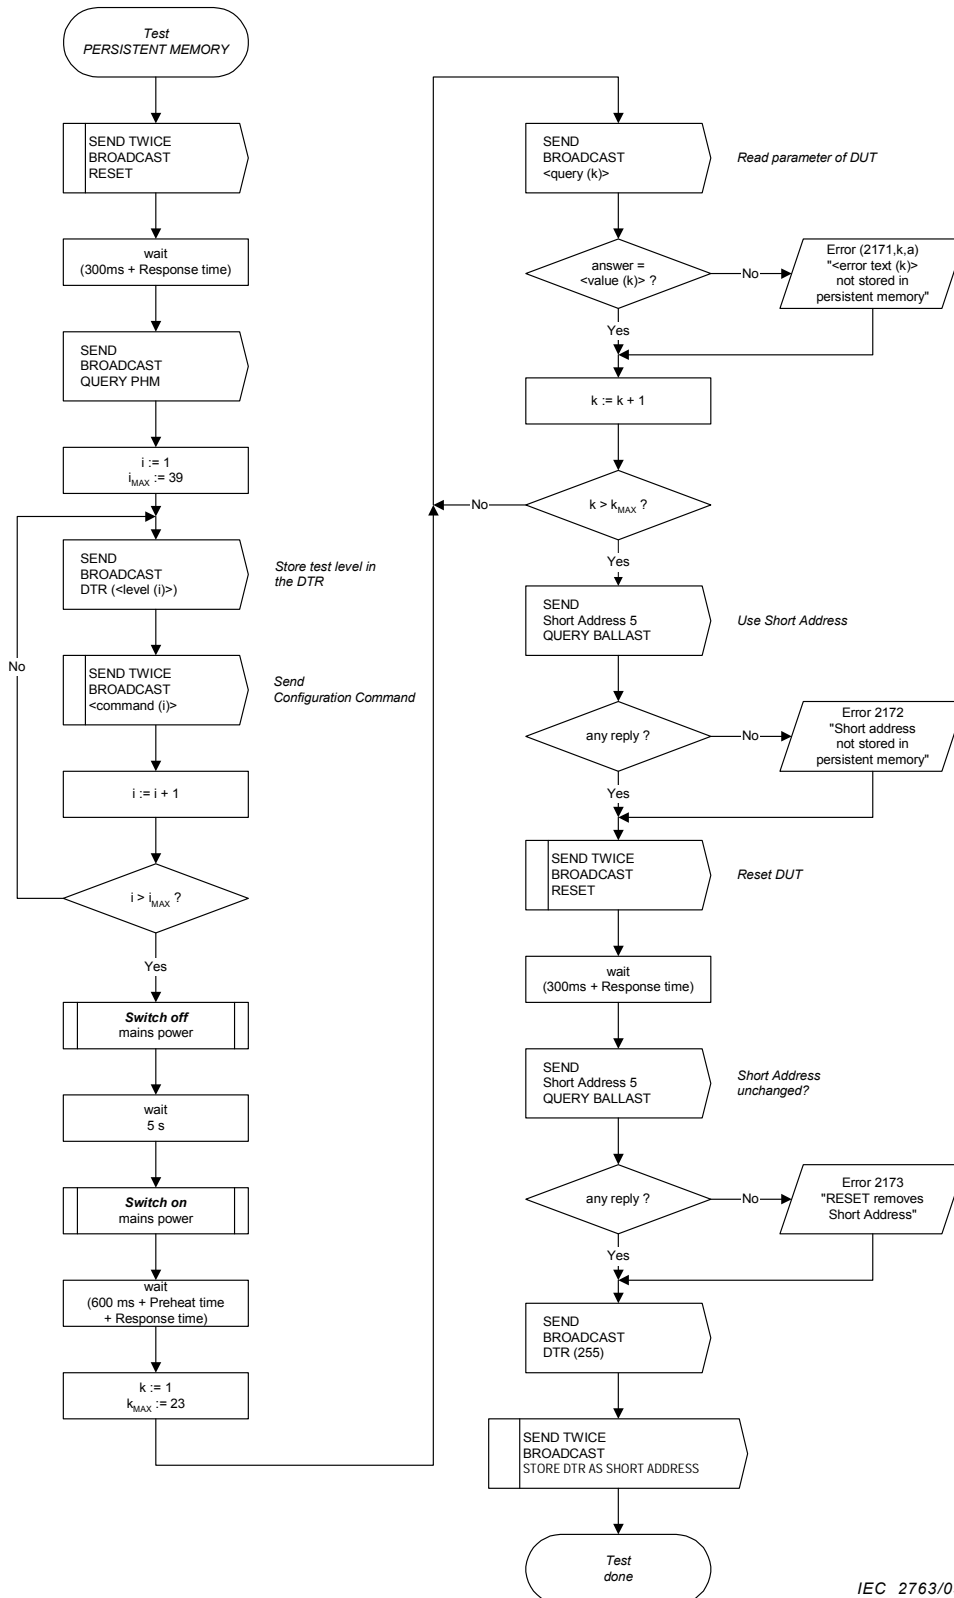 Test
PERSISTENT MEMORY
SEND TWICE
BROADCAST
RESET
wait
(300ms + Response time)
SEND
BROADCAST
QUERY PHM
i := 1
iMAX := 39
SEND
BROADCAST
DTR (<level (i)>)
Store test level in
the DTR
No
SEND TWICE
BROADCAST
<command (i)>
Send
Configuration Command
i := i + 1
i > iMAX ?
Yes
Switch off
mains power
wait
5 s
Switch on
mains power
wait
(600 ms + Preheat time
+ Response time)
k := 1
kMAX := 23
SEND
BROADCAST
<query (k)>
Read parameter of DUT
answer =
<value (k)> ?
No
Error (2171,k,a)
"<error text (k)>
not stored in
persistent memory"
Yes
k := k + 1
k > kMAX ?
No
Yes
SEND
Short Address 5
QUERY BALLAST
Use Short Address
any reply ?
No
Error 2172
"Short address
not stored in
persistent memory"
Yes
SEND TWICE
BROADCAST
RESET
Reset DUT
wait
(300ms + Response time)
SEND
Short Address 5
QUERY BALLAST
Short Address
unchanged?
any reply ?
No
Error 2173
"RESET removes
Short Address"
Yes
SEND
BROADCAST
DTR (255)
SEND TWICE
BROADCAST
STORE DTR AS SHORT ADDRESS
Test
done
IEC 2763/0